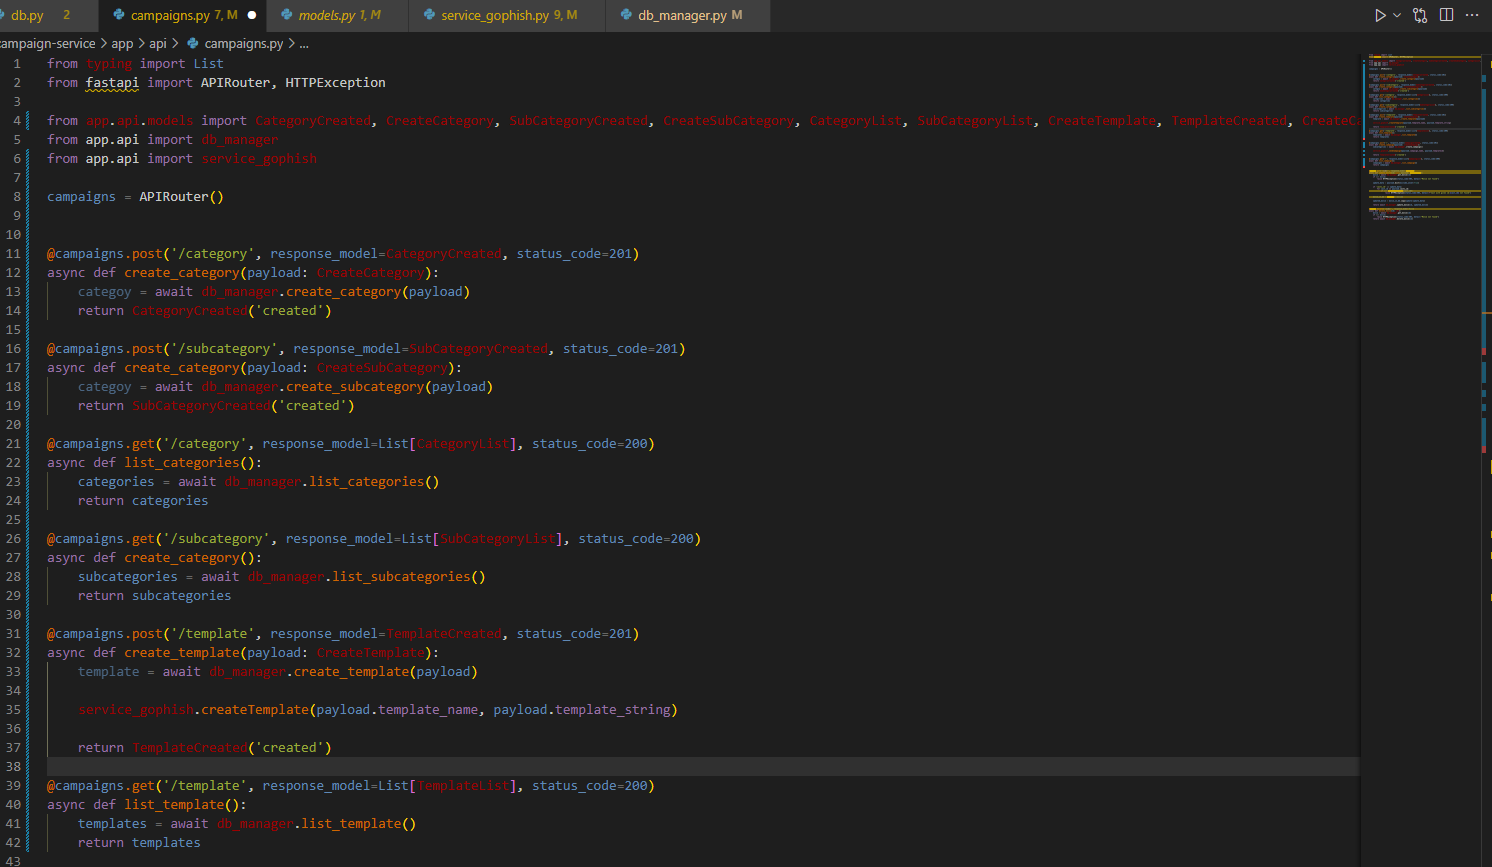 db.py 2 campaigns.py 7, M models.py 1, M service_gophish.py 9, M db_manager.py M
campaign-service > app > api > campaigns.py > ...
1 from typing import List
2 from fastapi import APIRouter, HTTPException
3
4 from app.api.models import CategoryCreated, CreateCategory, SubCategoryCreated, CreateSubCategory, CategoryList, SubCategoryList, CreateTemplate, TemplateCreated, CreateC
5 from app.api import db_manager
6 from app.api import service_gophish
7
8 campaigns = APIRouter()
9
10
11 @campaigns.post('/category', response_model=CategoryCreated, status_code=201)
12 async def create_category(payload: CreateCategory):
13 categoy = await db_manager.create_category(payload)
14 return CategoryCreated('created')
15
16 @campaigns.post('/subcategory', response_model=SubCategoryCreated, status_code=201)
17 async def create_category(payload: CreateSubCategory):
18 categoy = await db_manager.create_subcategory(payload)
19 return SubCategoryCreated('created')
20
21 @campaigns.get('/category', response_model=List[CategoryList], status_code=200)
22 async def list_categories():
23 categories = await db_manager.list_categories()
24 return categories
25
26 @campaigns.get('/subcategory', response_model=List[SubCategoryList], status_code=200)
27 async def create_category():
28 subcategories = await db_manager.list_subcategories()
29 return subcategories
30
31 @campaigns.post('/template', response_model=TemplateCreated, status_code=201)
32 async def create_template(payload: CreateTemplate):
33 template = await db_manager.create_template(payload)
34
35 service_gophish.createTemplate(payload.template_name, payload.template_string)
36
37 return TemplateCreated('created')
38
39 @campaigns.get('/template', response_model=List[TemplateList], status_code=200)
40 async def list_template():
41 templates = await db_manager.list_template()
42 return templates
43